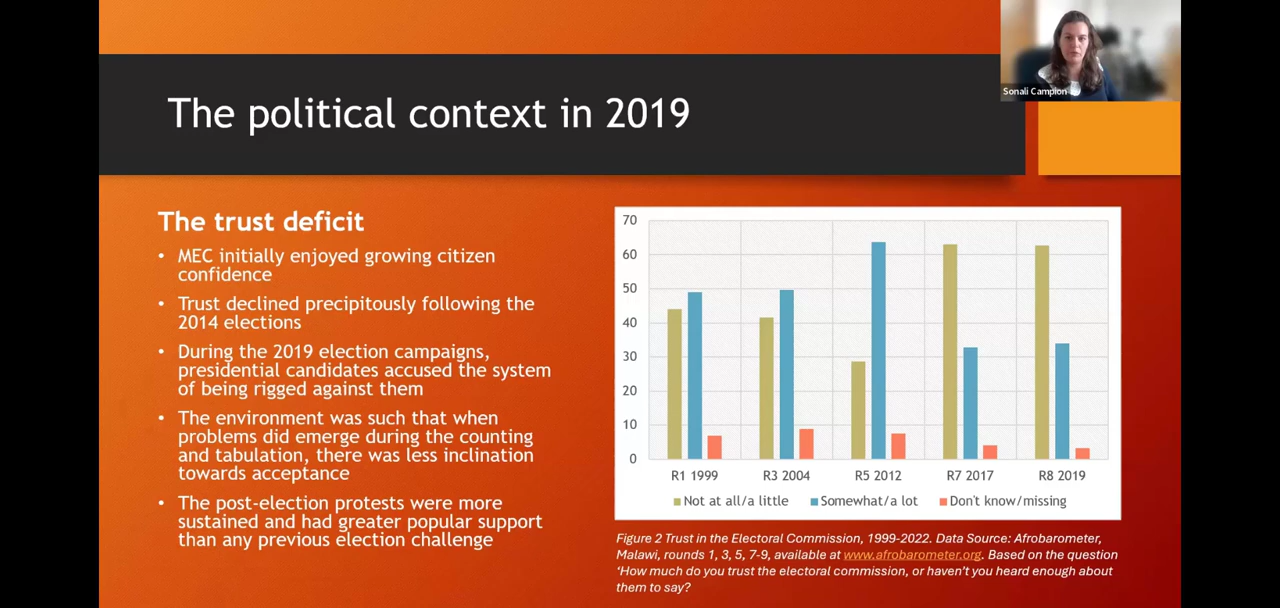 Sonali Campion
The political context in 2019
The trust deficit
• MEC initially enjoyed growing citizen
confidence
• Trust declined precipitously following the
2014 elections
• During the 2019 election campaigns,
presidential candidates accused the system
of being rigged against them
• The environment was such that when
problems did emerge during the counting
and tabulation, there was less inclination
towards acceptance
• The post-election protests were more
sustained and had greater popular support
than any previous election challenge
70
60
50
40
30
20
10
0
R1 1999 R3 2004 R5 2012 R7 2017 R8 2019
Not at all/a little Somewhat/a lot Don't know/missing
Figure 2 Trust in the Electoral Commission, 1999-2022. Data Source: Afrobarometer,
Malawi, rounds 1, 3, 5, 7-9, available at www.afrobarometer.org. Based on the question
‘How much do you trust the electoral commission, or haven’t you heard enough about
them to say?